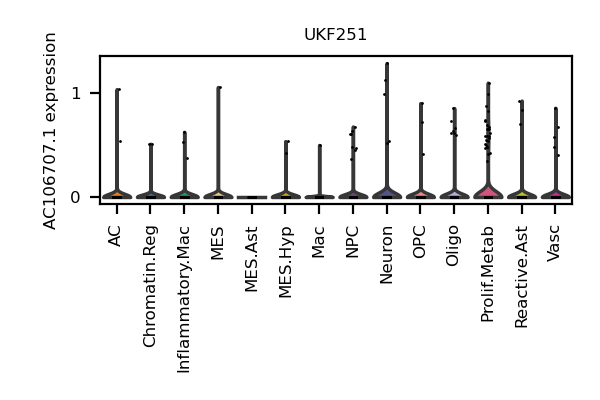 UKF251
AC106707.1 expression
1
0
AC
Chromatin.Reg
Inflammatory.Mac
MES
MES.Ast
MES.Hyp
Mac
NPC
Neuron
OPC
Oligo
Prolif.Metab
Reactive.Ast
Vasc